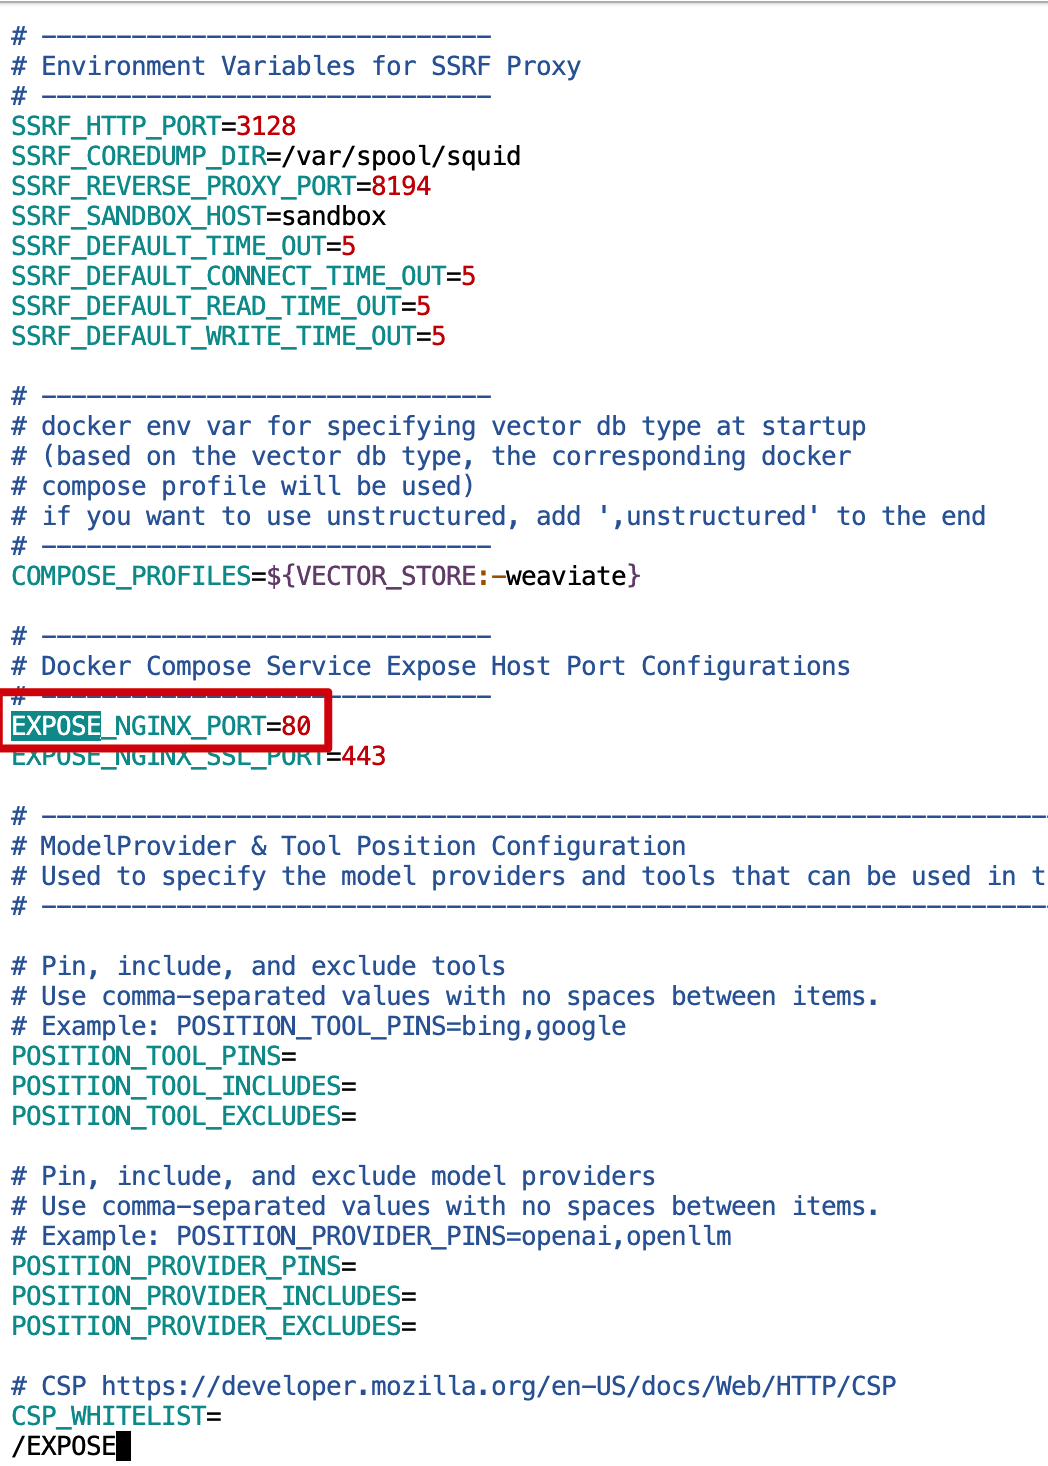 # ------------------------------
# Environment Variables for SSRF Proxy
# ------------------------------
SSRF_HTTP_PORT=3128
SSRF_COREDUMP_DIR=/var/spool/squid
SSRF_REVERSE_PROXY_PORT=8194
SSRF_SANDBOX_HOST=sandbox
SSRF_DEFAULT_TIME_OUT=5
SSRF_DEFAULT_CONNECT_TIME_OUT=5
SSRF_DEFAULT_READ_TIME_OUT=5
SSRF_DEFAULT_WRITE_TIME_OUT=5
# ------------------------------
# docker env var for specifying vector db type at startup
# (based on the vector db type, the corresponding docker
# compose profile will be used)
# if you want to use unstructured, add ',unstructured' to the end
# ------------------------------
COMPOSE_PROFILES=${VECTOR_STORE:-weaviate}
# ------------------------------
# Docker Compose Service Expose Host Port Configurations
# ------------------------------
EXPOSE_NGINX_PORT=80
EXPOSE_NGINX_SSL_PORT=443
# -------------------------------------------------------------------
# ModelProvider & Tool Position Configuration
# Used to specify the model providers and tools that can be used in t
# -------------------------------------------------------------------
# Pin, include, and exclude tools
# Use comma-separated values with no spaces between items.
# Example: POSITION_TOOL_PINS=bing,google
POSITION_TOOL_PINS=
POSITION_TOOL_INCLUDES=
POSITION_TOOL_EXCLUDES=
# Pin, include, and exclude model providers
# Use comma-separated values with no spaces between items.
# Example: POSITION_PROVIDER_PINS=openai,openllm
POSITION_PROVIDER_PINS=
POSITION_PROVIDER_INCLUDES=
POSITION_PROVIDER_EXCLUDES=
# CSP https://developer.mozilla.org/en-US/docs/Web/HTTP/CSP
CSP_WHITELIST=
/EXPOSE